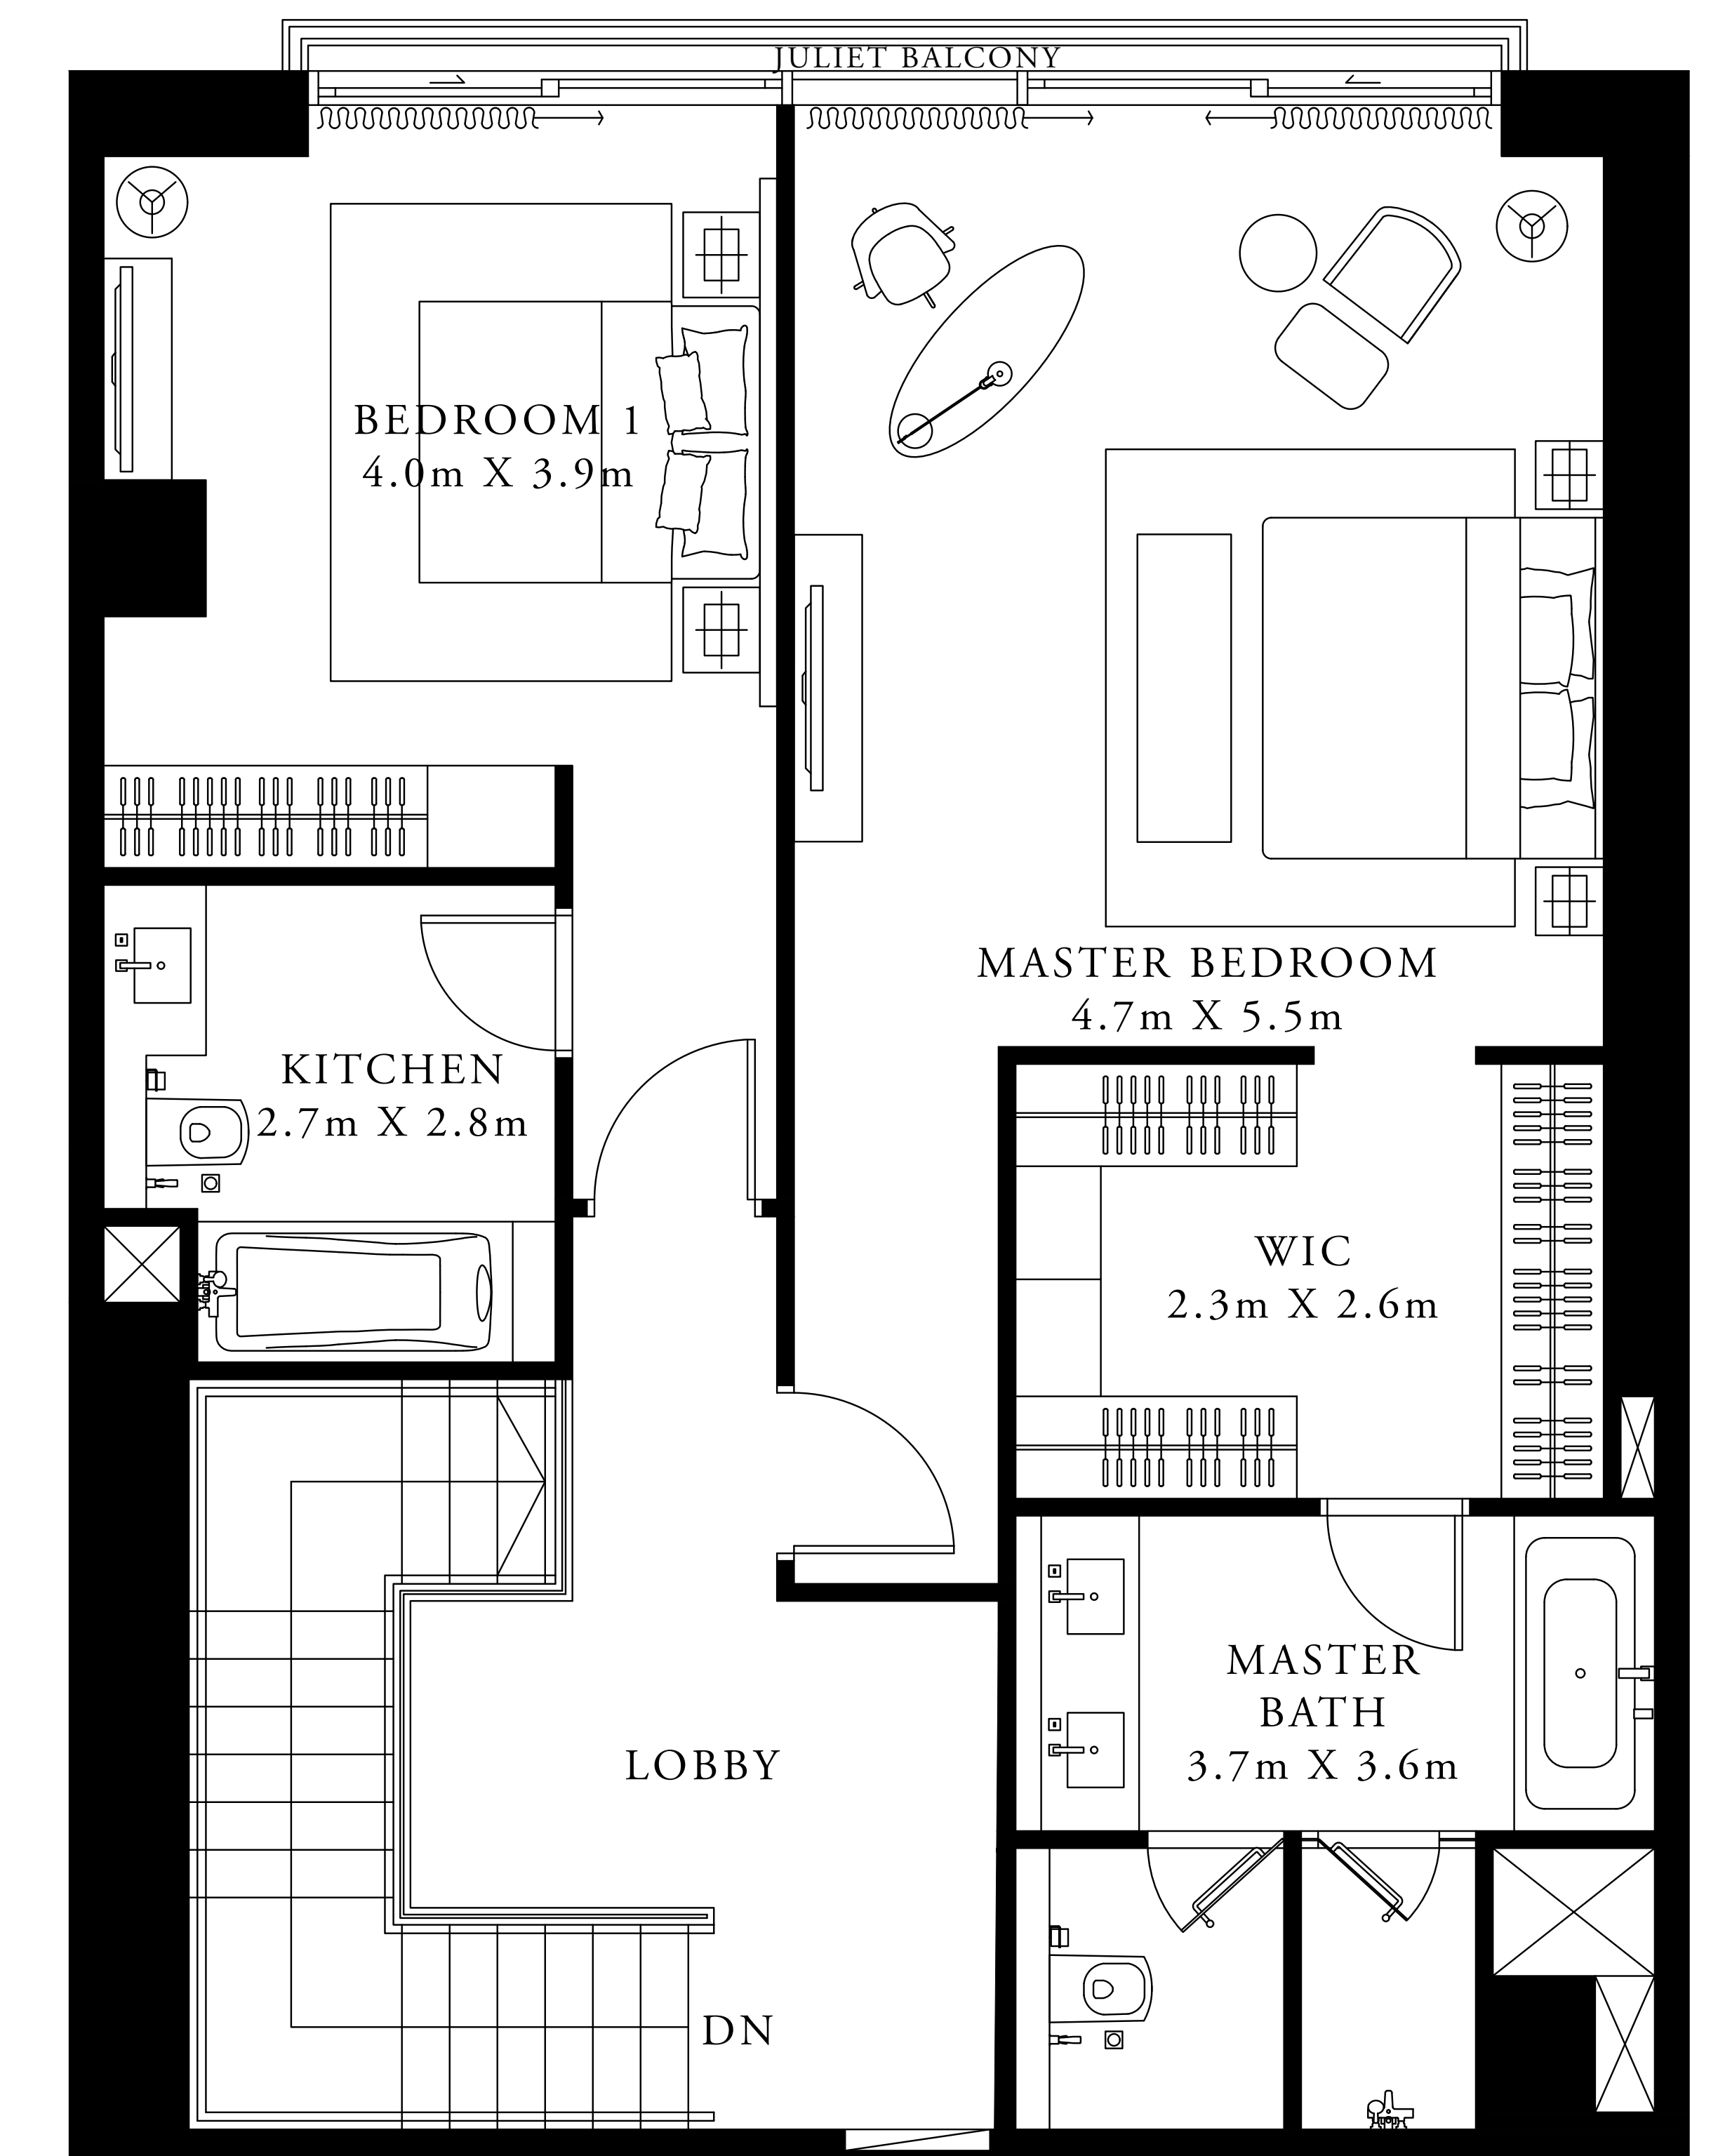 JULIET BALCONY
BEDROOM 1
4.0m X 3.9m
MASTER BEDROOM
4.7m X 5.5m
KITCHEN
2.7m X 2.8m
WIC
2.3m X 2.6m
MASTER
BATH
3.7m X 3.6m
LOBBY
DN